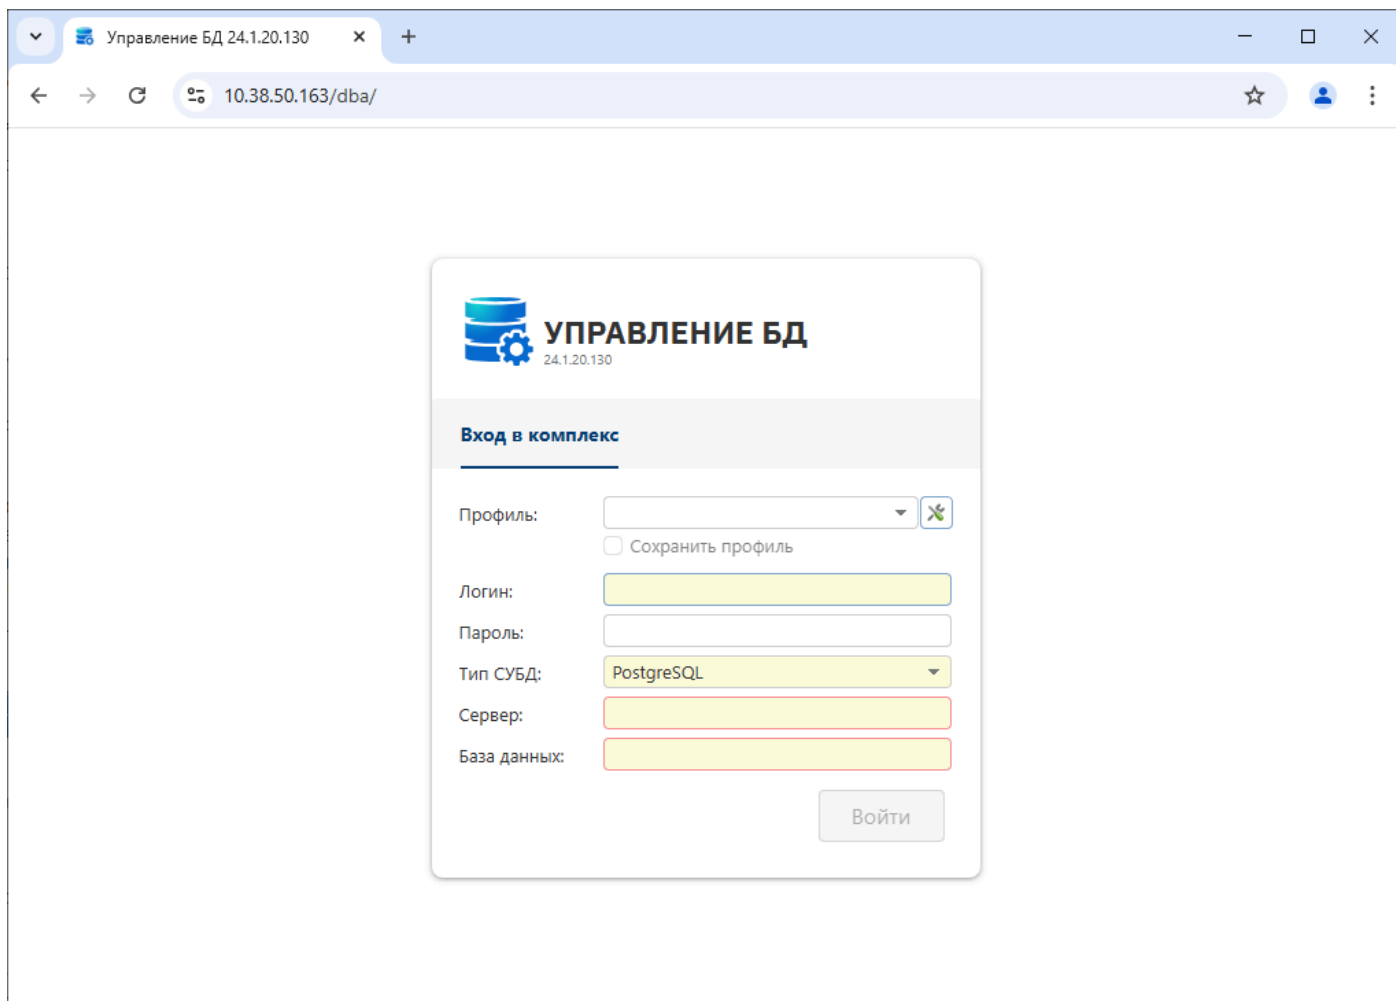 Управление БД 24.1.20.130
10.38.50.163/dba/
УПРАВЛЕНИЕ БД
24.1.20.130
Вход в комплекс
Профиль:
Сохранить профиль
Логин:
Пароль:
Тип СУБД: PostgreSQL
Сервер:
База данных:
Войти